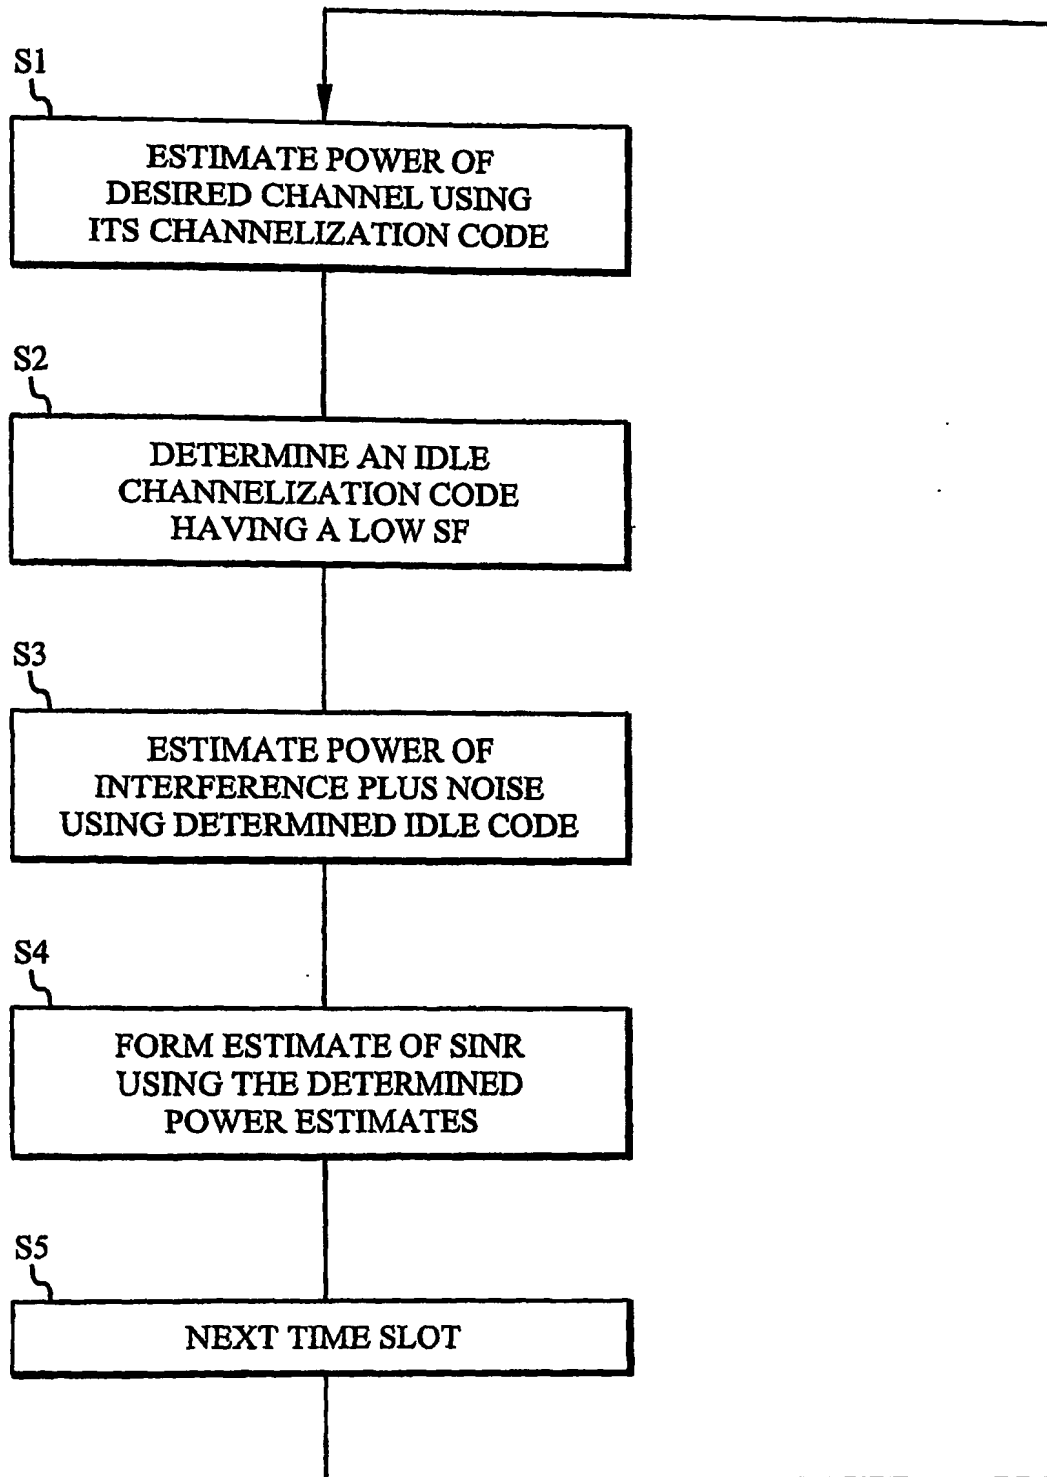 S1
ESTIMATE POWER OF
DESIRED CHANNEL USING
ITS CHANNELIZATION CODE
S2
DETERMINE AN IDLE
CHANNELIZATION CODE
HAVING A LOW SF
S3
ESTIMATE POWER OF
INTERFERENCE PLUS NOISE
USING DETERMINED IDLE CODE
S4
FORM ESTIMATE OF SINR
USING THE DETERMINED
POWER ESTIMATES
S5
NEXT TIME SLOT